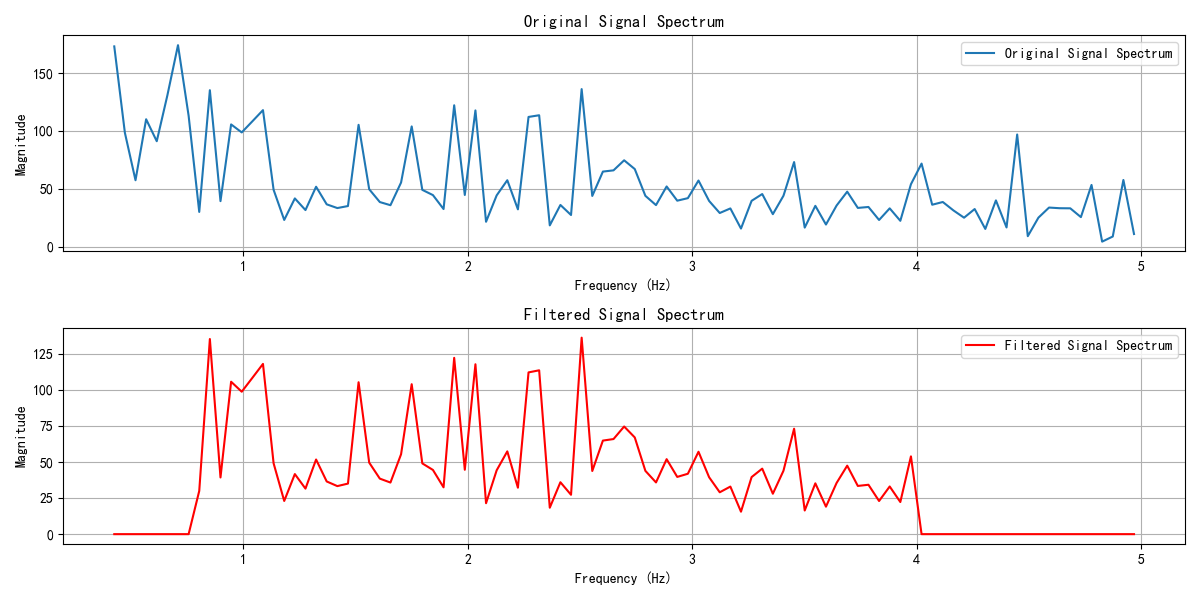 Original Signal Spectrum
Original Signal Spectrum
150
100
50
0
Magnitude
1 2 3 4 5
Frequency (Hz)
Filtered Signal Spectrum
Filtered Signal Spectrum
125
100
75
50
25
0
Magnitude
1 2 3 4 5
Frequency (Hz)